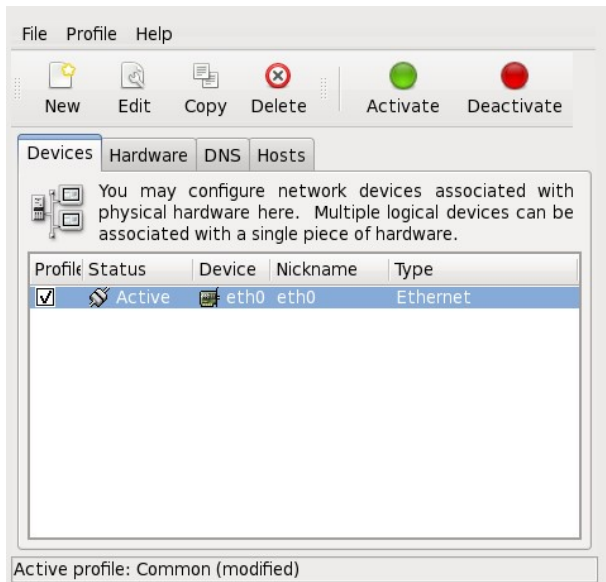 File Profile Help
New Edit Copy Delete Activate Deactivate
Devices Hardware DNS Hosts
You may configure network devices associated with
physical hardware here. Multiple logical devices can be
associated with a single piece of hardware.
Profile Status Device Nickname Type
Active eth0 eth0 Ethernet
Active profile: Common (modified)